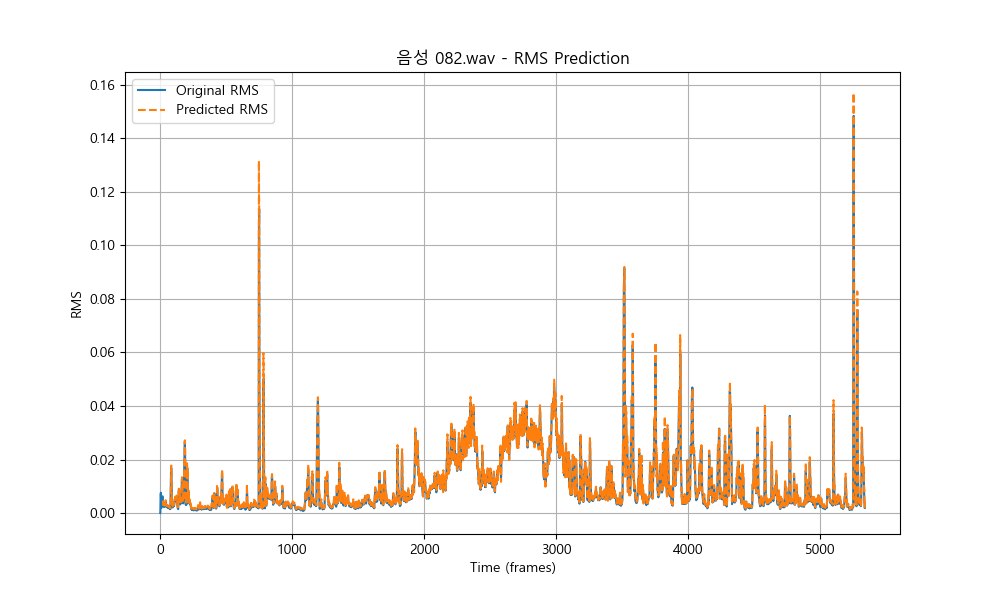 음성 082.wav - RMS Prediction
Original RMS
Predicted RMS
0.16
0.14
0.12
0.10
0.08
0.06
0.04
0.02
0.00
RMS
0 1000 2000 3000 4000 5000
Time (frames)